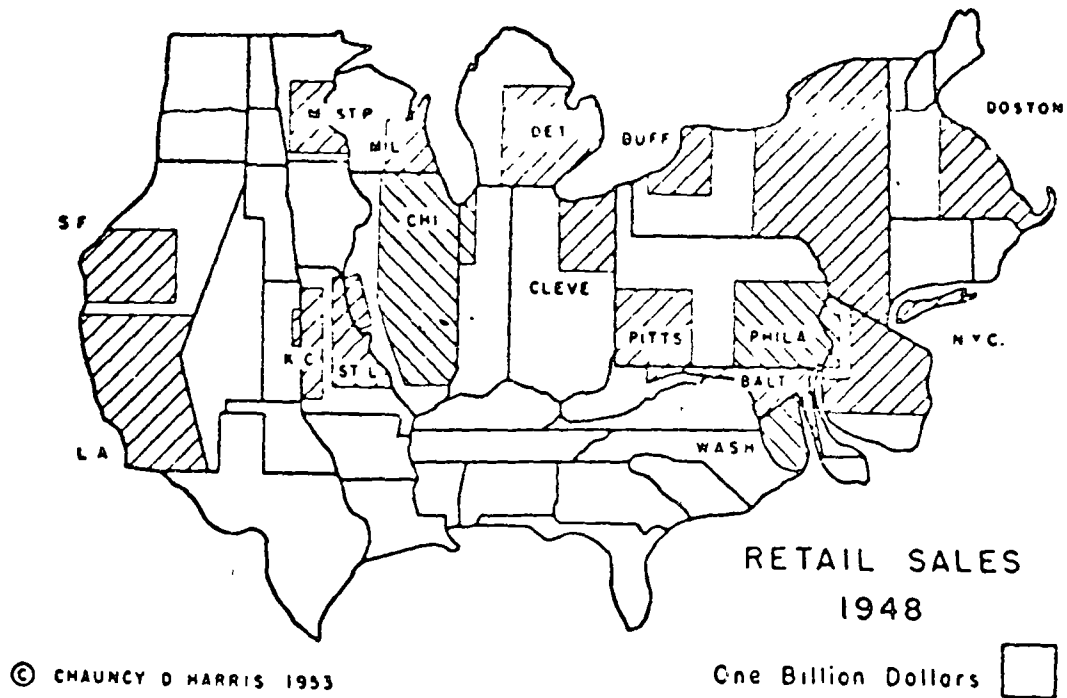 M STP
MIL
DET
BUFF
BOSTON
SF
CHI
CLEVE
K C
ST L
PITTS
PHILA
N Y C.
BALT
L A
WASH
RETAIL SALES
1948
© CHAUNCY D HARRIS 1953
One Billion Dollars